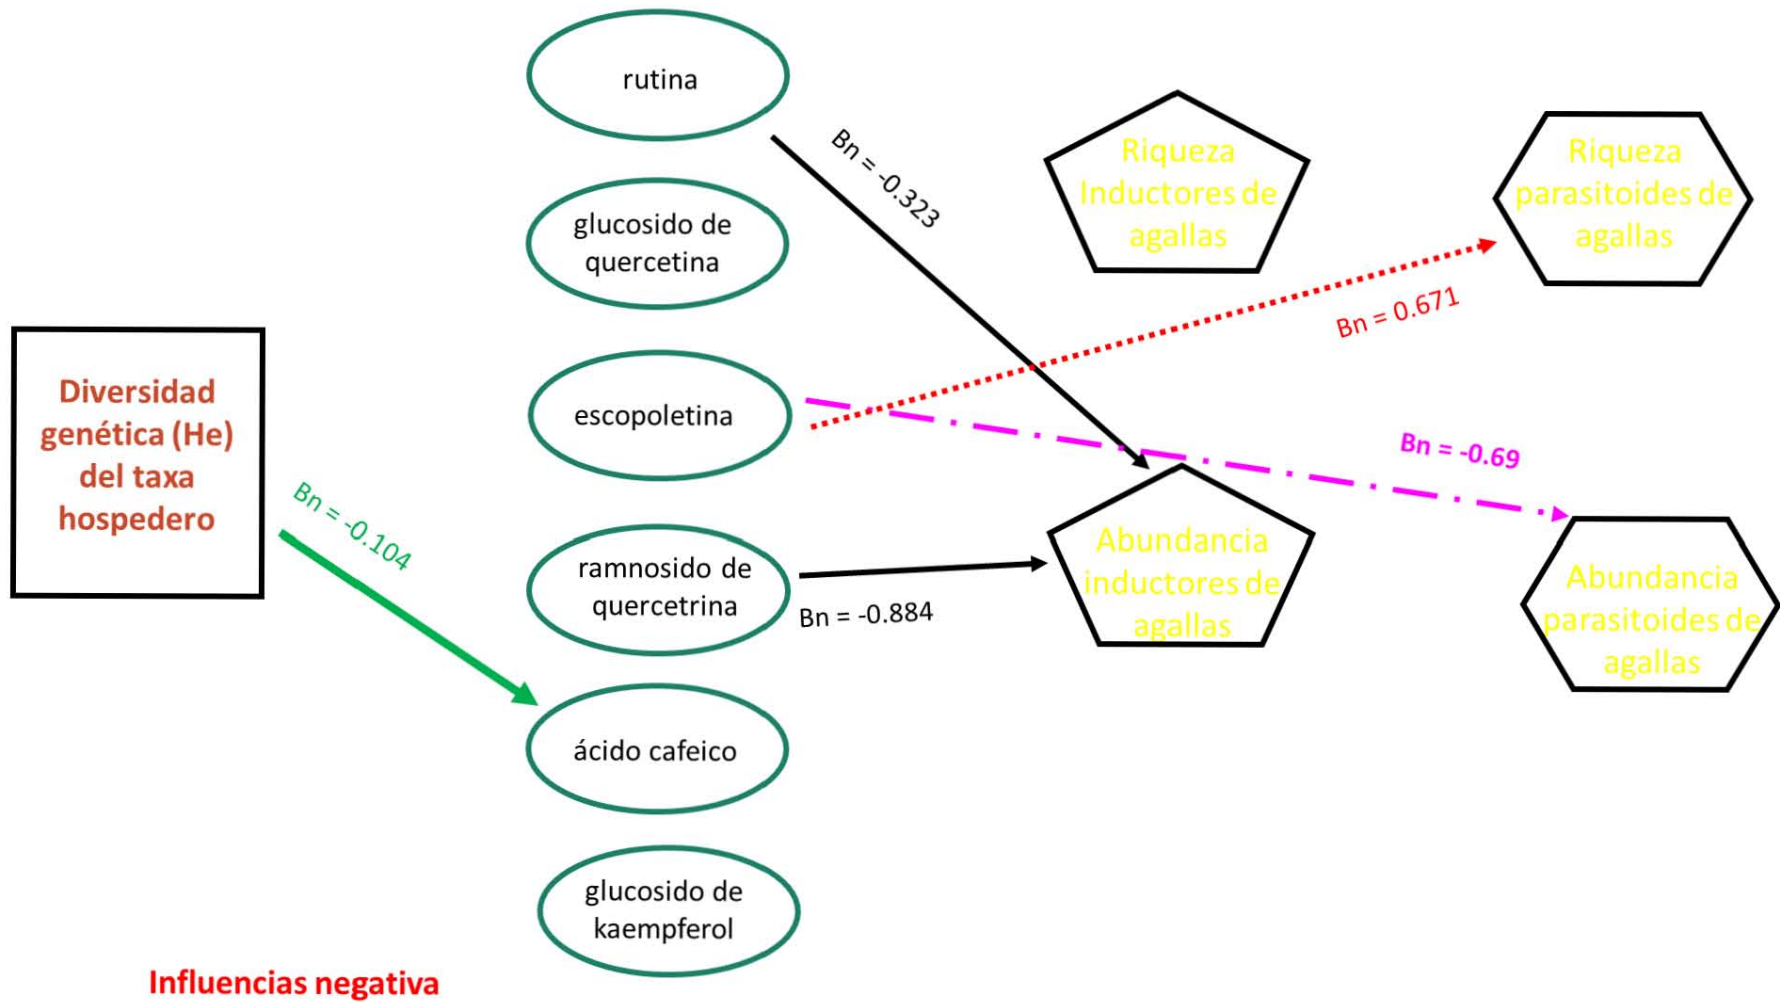 rutina
glucosido de
quercetina
escopoletina
ramnosido de
quercetrina
ácido cafeico
glucosido de
kaempferol
Diversidad
genética (He)
del taxa
hospedero
Bn = -0.104
Bn = -0.323
Bn = -0.884
Riqueza
Inductores de
agallas
Abundancia
inductores de
agallas
Bn = 0.671
Bn = -0.69
Riqueza
parasitoides de
agallas
Abundancia
parasitoides de
agallas
Influencias negativa